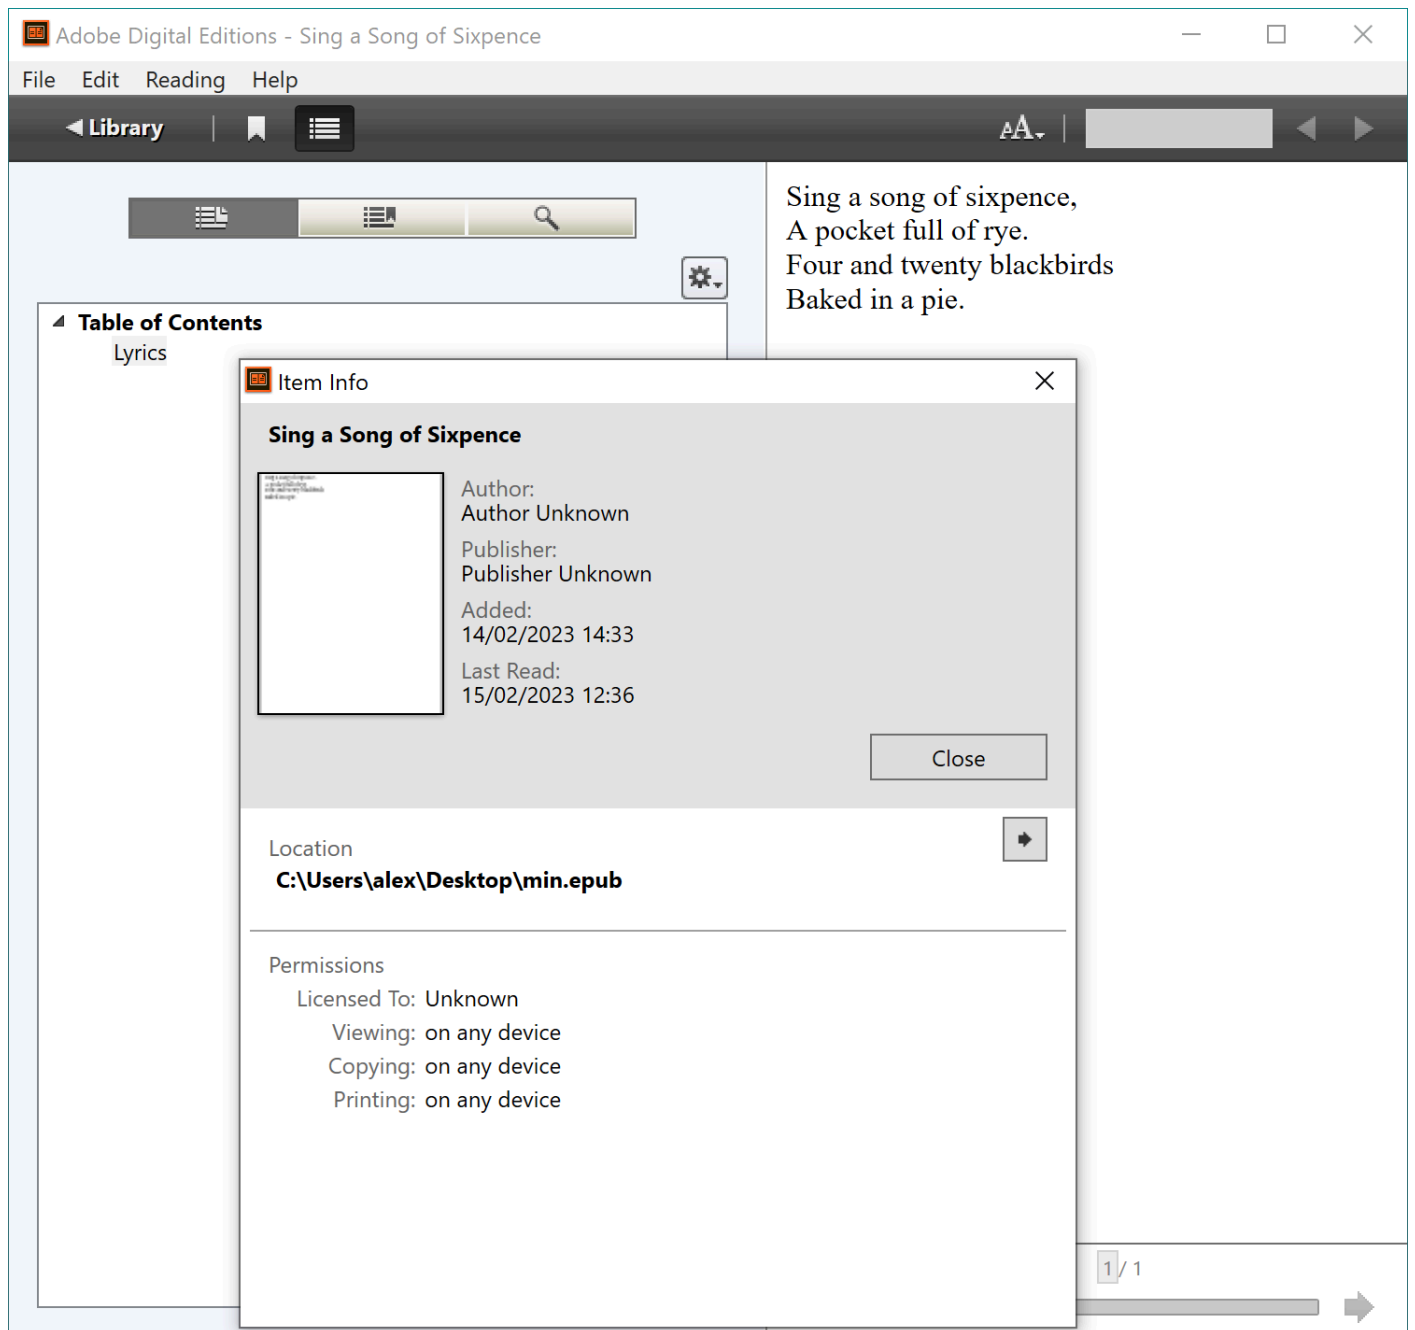 Adobe Digital Editions - Sing a Song of Sixpence
File Edit Reading Help
Library
AA
Sing a song of sixpence,
A pocket full of rye.
Four and twenty blackbirds
Baked in a pie.
Table of Contents
Lyrics
Item Info
Sing a Song of Sixpence
Author:
Author Unknown
Publisher:
Publisher Unknown
Added:
14/02/2023 14:33
Last Read:
15/02/2023 12:36
Close
Location
C:\Users\alex\Desktop\min.epub
Permissions
Licensed To: Unknown
Viewing: on any device
Copying: on any device
Printing: on any device
1 / 1